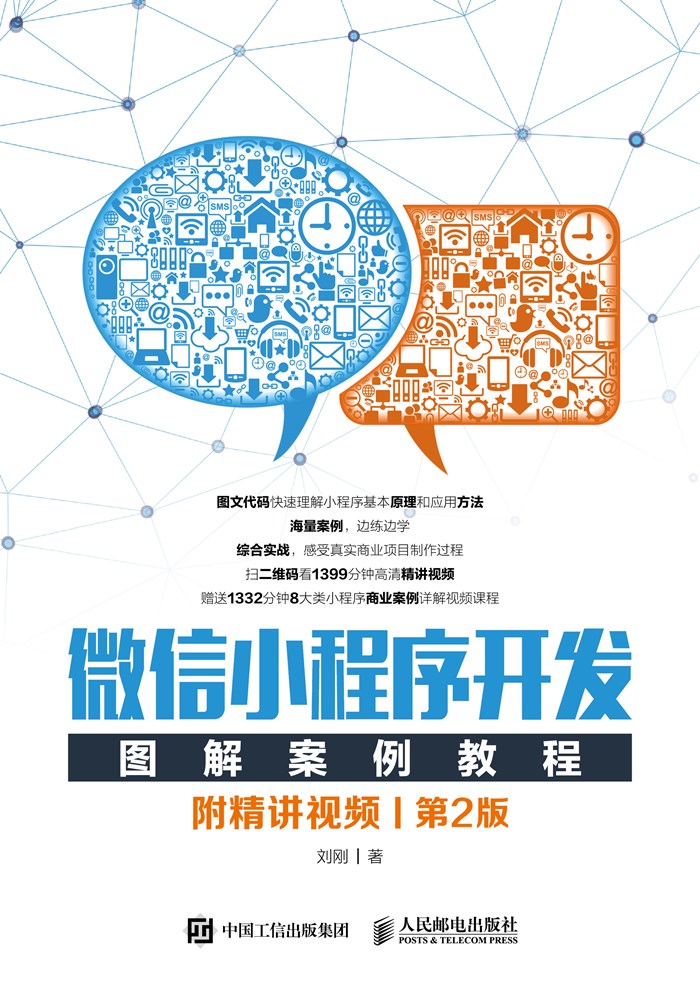 SMS
SMS
SMS
SMS
图文代码快速理解小程序基本原理和应用方法
海量案例，边练边学
综合实战，感受真实商业项目制作过程
扫二维码看1399分钟高清精讲视频
赠送1332分钟8大类小程序商业案例详解视频课程
微信小程序开发
图解案例教程
附精讲视频 | 第2版
刘刚 | 著
中国工信出版集团
人民邮电出版社
POSTS & TELECOM PRESS